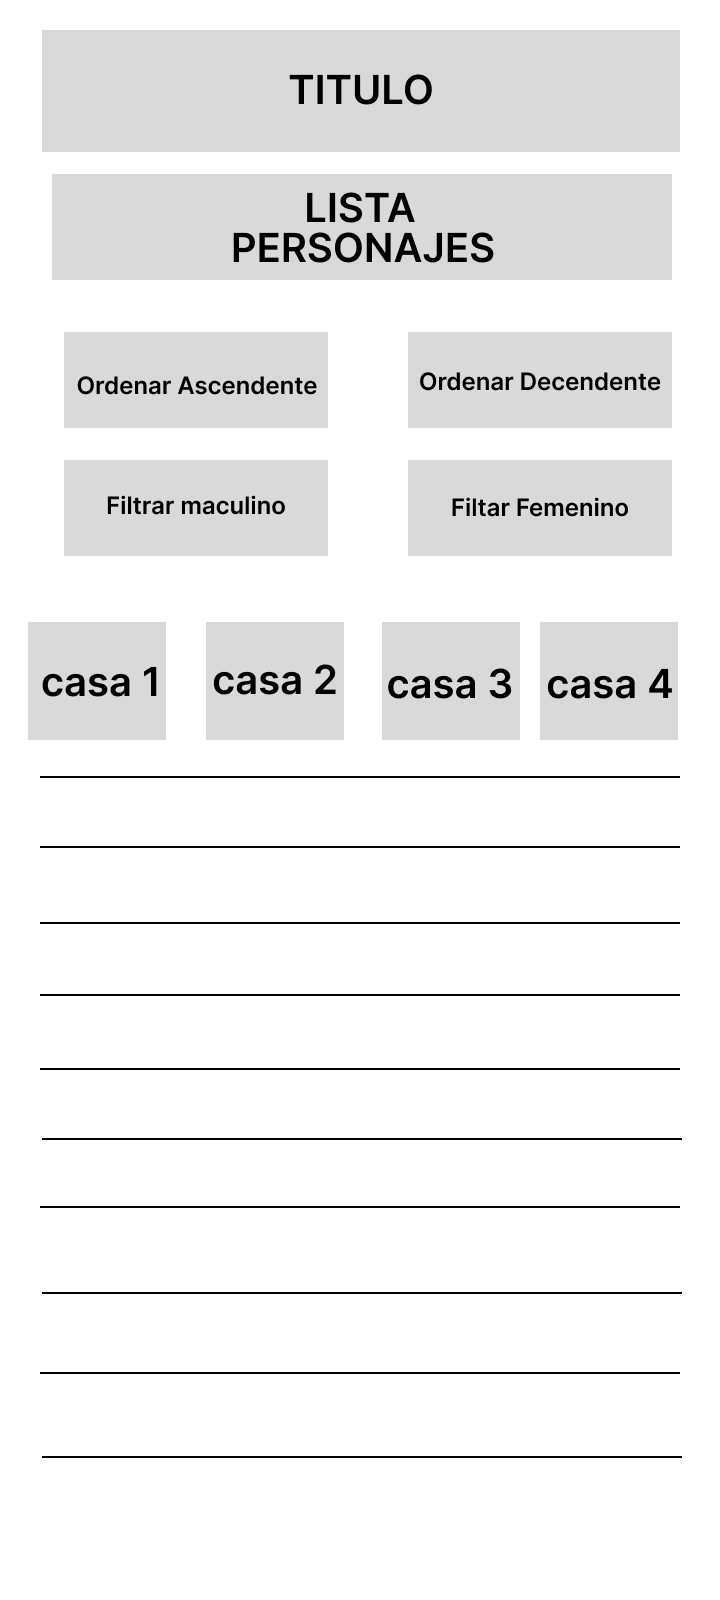 TITULO
LISTA
PERSONAJES
Ordenar Ascendente
Ordenar Decendente
Filtrar maculino
Filtar Femenino
casa 1
casa 2
casa 3
casa 4